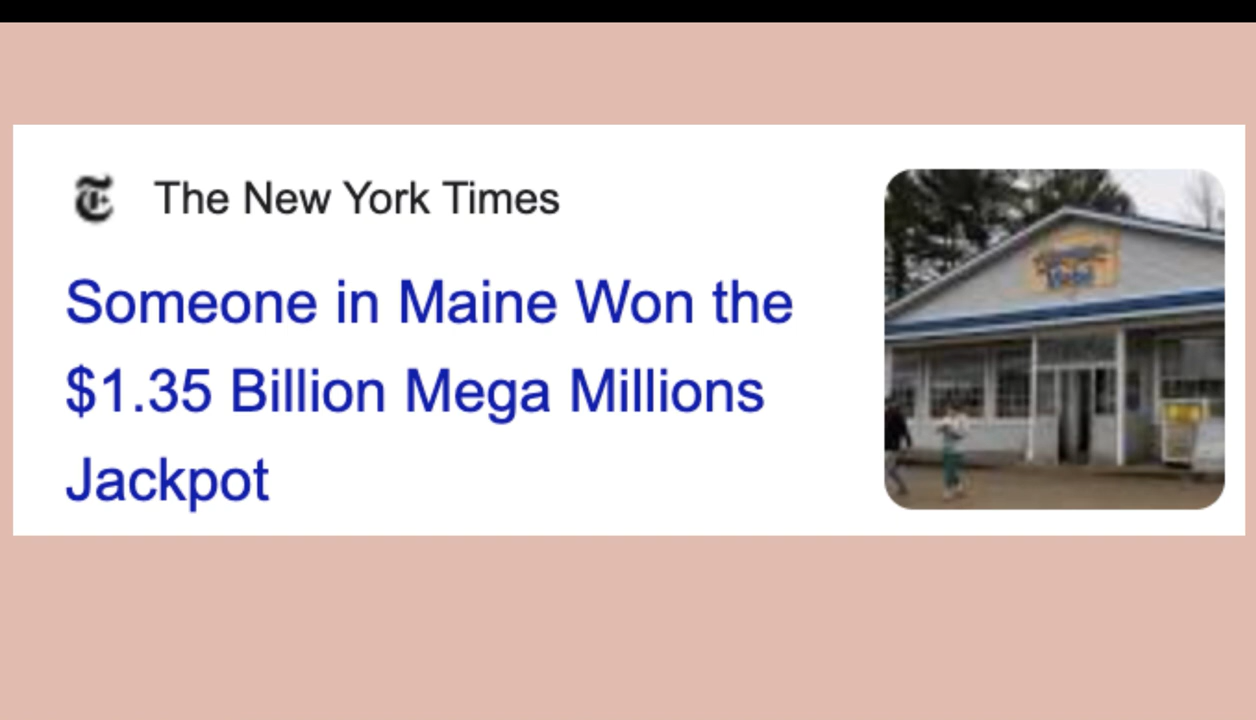 The New York Times
Someone in Maine Won the
$1.35 Billion Mega Millions
Jackpot